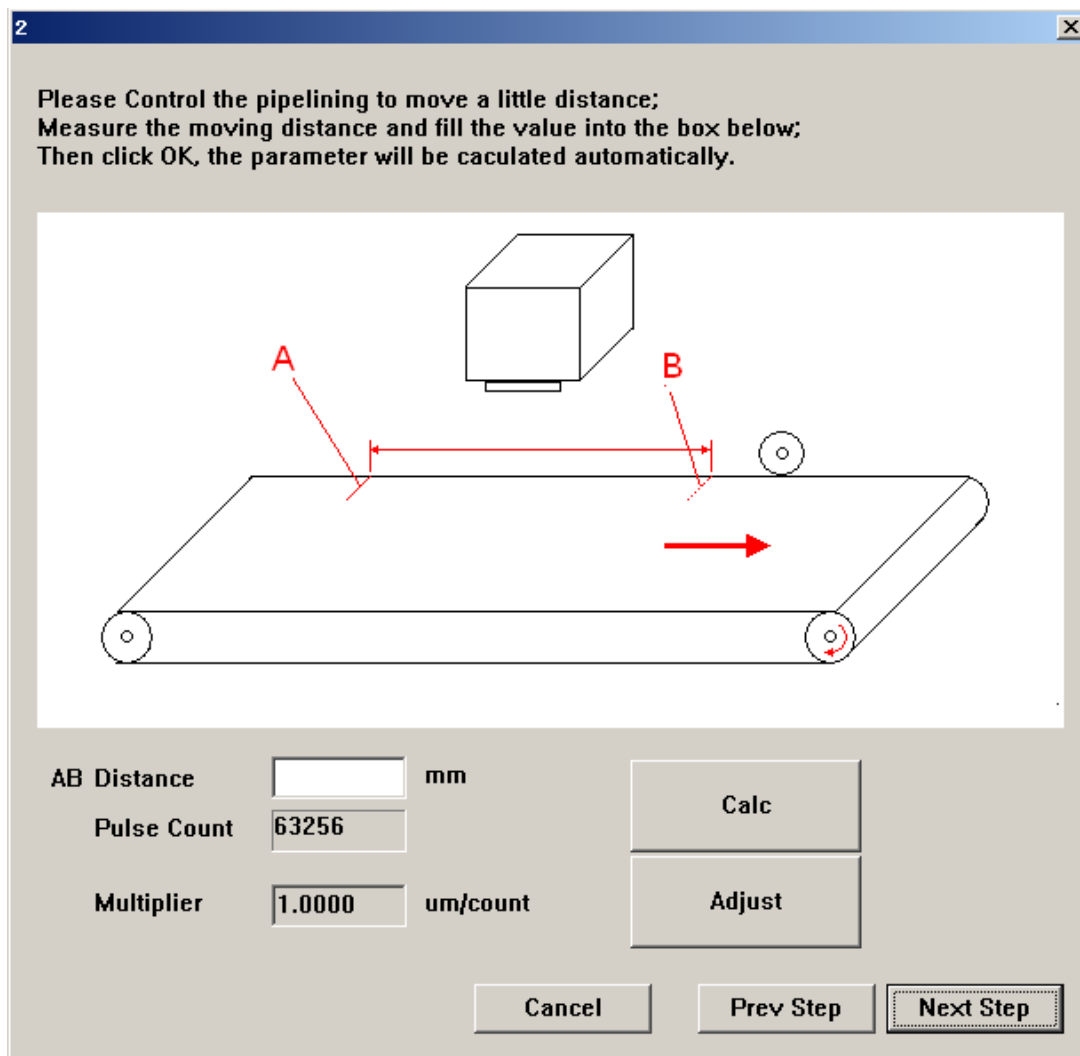 2
Please Control the pipelining to move a little distance;
Measure the moving distance and fill the value into the box below;
Then click OK, the parameter will be caculated automatically.
A
B
AB Distance mm
Pulse Count 63256
Calc
Multiplier 1.0000 um/count
Adjust
Cancel Prev Step Next Step